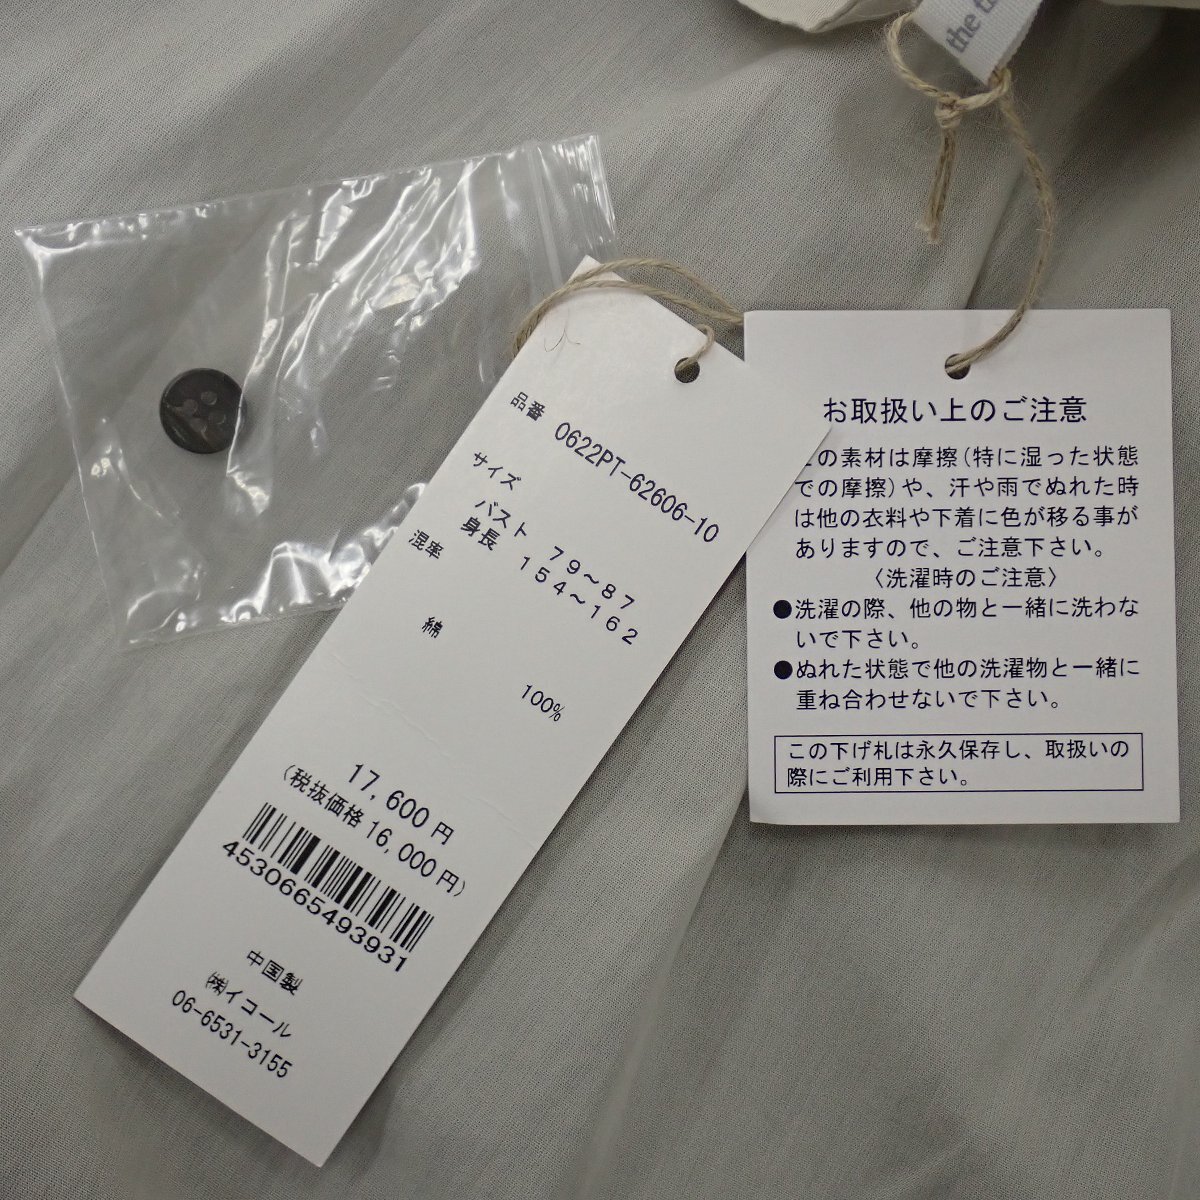 the t
品番 0622PT-62606-10
サイズ
バスト 79〜87
身長 154〜162
混率
綿
100%
17,600円
(税抜価格16,000円)
4530665493931
中国製
㈱イコール
06-6531-3155
お取扱い上のご注意
の素材は摩擦(特に湿った状態
での摩擦)や、汗や雨でぬれた時
は他の衣料や下着に色が移る事が
ありますので、ご注意下さい。
〈洗濯時のご注意〉
●洗濯の際、他の物と一緒に洗わな
いで下さい。
●ぬれた状態で他の洗濯物と一緒に
重ね合わせないで下さい。
この下げ札は永久保存し、取扱いの
際にご利用下さい。